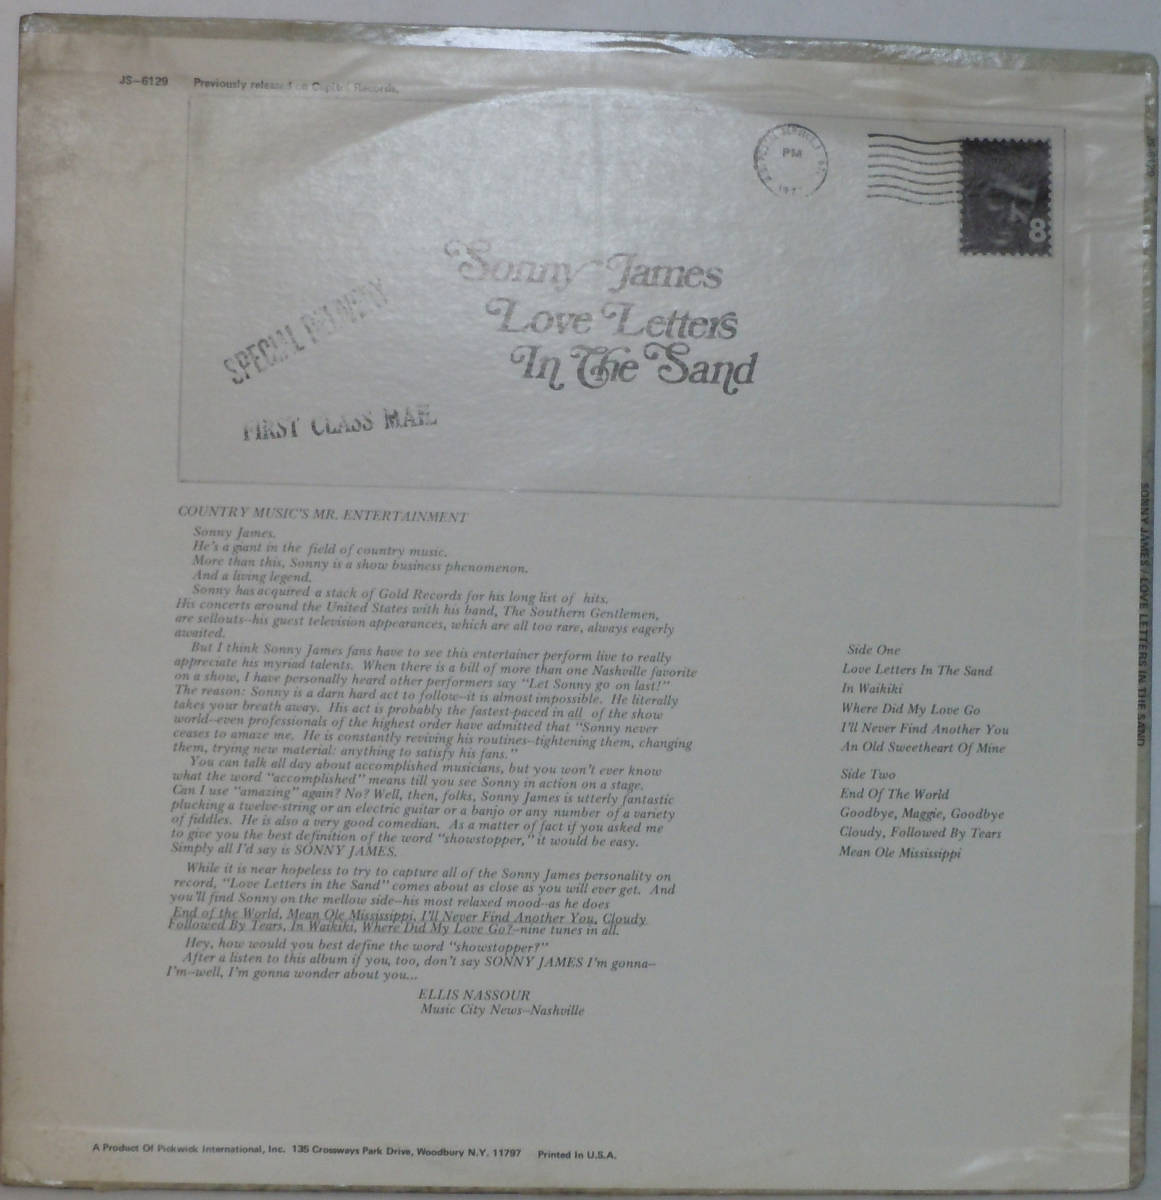 JS-6129 Previously released on Capitol Records.
PM
197
8
Sonny James
Love Letters
In The Sand
SPECIAL DELIVERY
FIRST CLASS MAIL
COUNTRY MUSIC'S MR. ENTERTAINMENT
Sonny James.
He's a giant in the field of country music.
More than this, Sonny is a show business phenomenon.
And a living legend.
Sonny has acquired a stack of Gold Records for his long list of hits.
His concerts around the United States with his band, The Southern Gentlemen,
are sellouts--his guest television appearances, which are all too rare, always eagerly
awaited.
But I think Sonny James fans have to see this entertainer perform live to really
appreciate his myriad talents. When there is a bill of more than one Nashville favorite
on a show, I have personally heard other performers say "Let Sonny go on last!"
The reason: Sonny is a darn hard act to follow--it is almost impossible. He literally
takes your breath away. His act is probably the fastest-paced in all of the show
world--even professionals of the highest order have admitted that "Sonny never
ceases to amaze me. He is constantly reviving his routines--tightening them, changing
them, trying new material: anything to satisfy his fans."
You can talk all day about accomplished musicians, but you won't ever know
what the word "accomplished" means till you see Sonny in action on a stage.
Can I use "amazing" again? No? Well, then, folks, Sonny James is utterly fantastic
plucking a twelve-string or an electric guitar or a banjo or any number of a variety
of fiddles. He is also a very good comedian. As a matter of fact if you asked me
to give you the best definition of the word "showstopper," it would be easy.
Simply all I'd say is SONNY JAMES.
While it is near hopeless to try to capture all of the Sonny James personality on
record, "Love Letters in the Sand" comes about as close as you will ever get. And
you'll find Sonny on the mellow side--his most relaxed mood--as he does
End of the World, Mean Ole Mississippi, I'll Never Find Another You, Cloudy
Followed By Tears, In Waikiki, Where Did My Love Go?--nine tunes in all.
Hey, how would you best define the word "showstopper?"
After a listen to this album if you, too, don't say SONNY JAMES I'm gonna--
I'm--well, I'm gonna wonder about you...
ELLIS NASSOUR
Music City News--Nashville
Side One
Love Letters In The Sand
In Waikiki
Where Did My Love Go
I'll Never Find Another You
An Old Sweetheart Of Mine
Side Two
End Of The World
Goodbye, Maggie, Goodbye
Cloudy, Followed By Tears
Mean Ole Mississippi
SONNY JAMES / LOVE LETTERS IN THE SAND
A Product Of Pickwick International, Inc. 135 Crossways Park Drive, Woodbury N.Y. 11797 Printed In U.S.A.